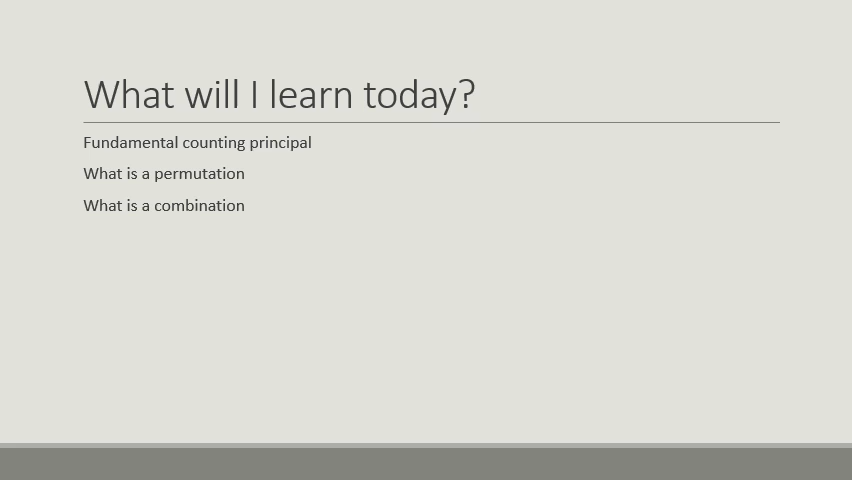 What will I learn today?
Fundamental counting principal
What is a permutation
What is a combination